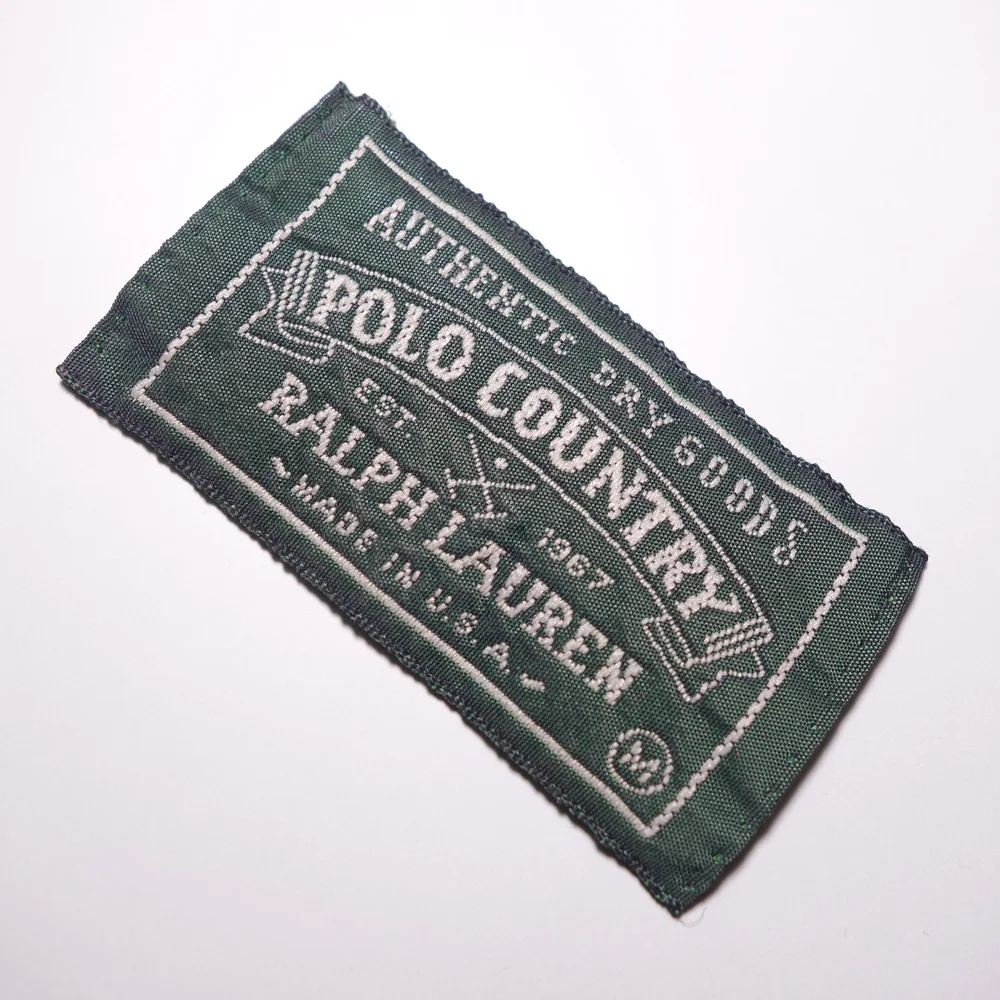 AUTHENTIC DRY GOODS
POLO COUNTRY
EST. 1967
RALPH LAUREN
~MADE IN U.S.A.~
M